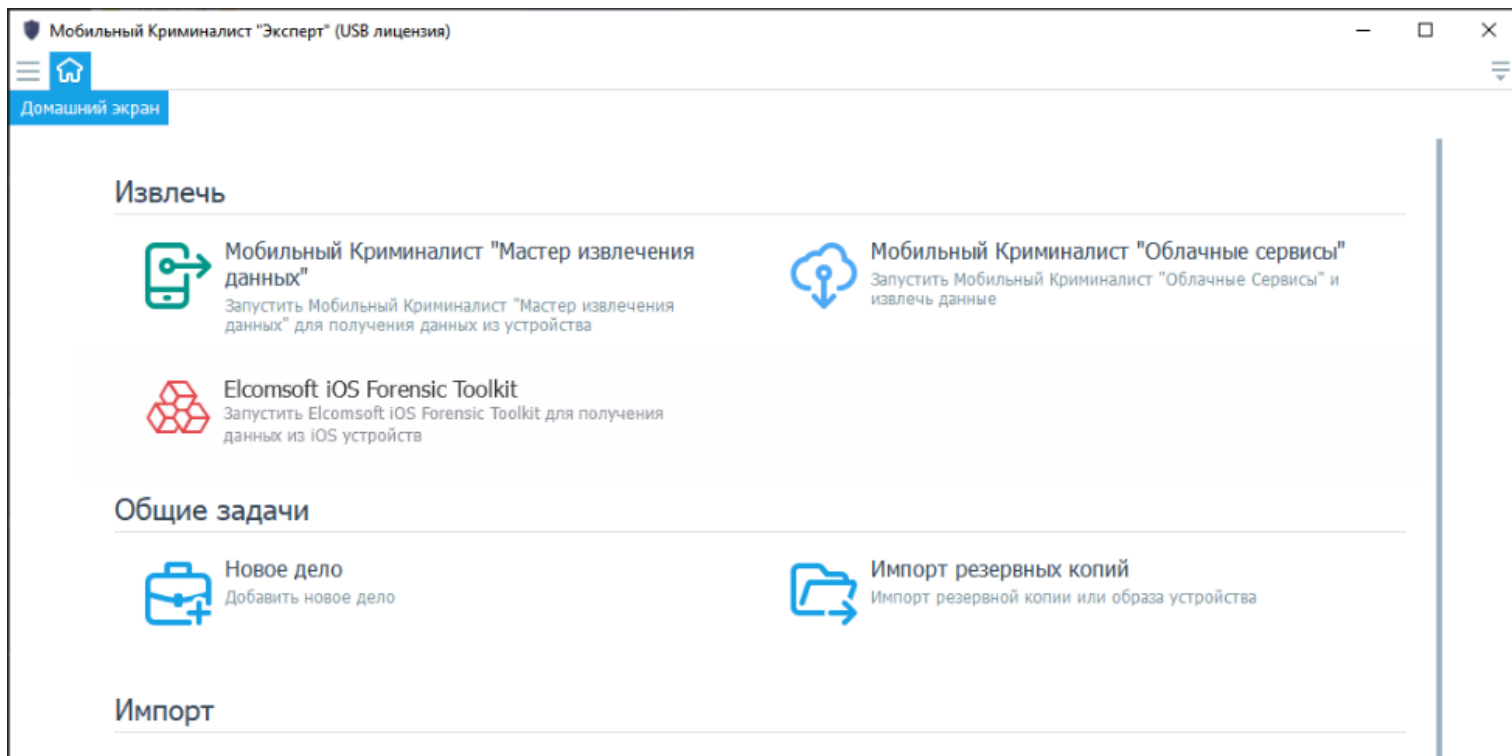 Мобильный Криминалист "Эксперт" (USB лицензия)
Домашний экран
Извлечь
Мобильный Криминалист "Мастер извлечения
данных"
Запустить Мобильный Криминалист "Мастер извлечения
данных" для получения данных из устройства
Мобильный Криминалист "Облачные сервисы"
Запустить Мобильный Криминалист "Облачные Сервисы" и
извлечь данные
Elcomsoft iOS Forensic Toolkit
Запустить Elcomsoft iOS Forensic Toolkit для получения
данных из iOS устройств
Общие задачи
Новое дело
Добавить новое дело
Импорт резервных копий
Импорт резервной копии или образа устройства
Импорт